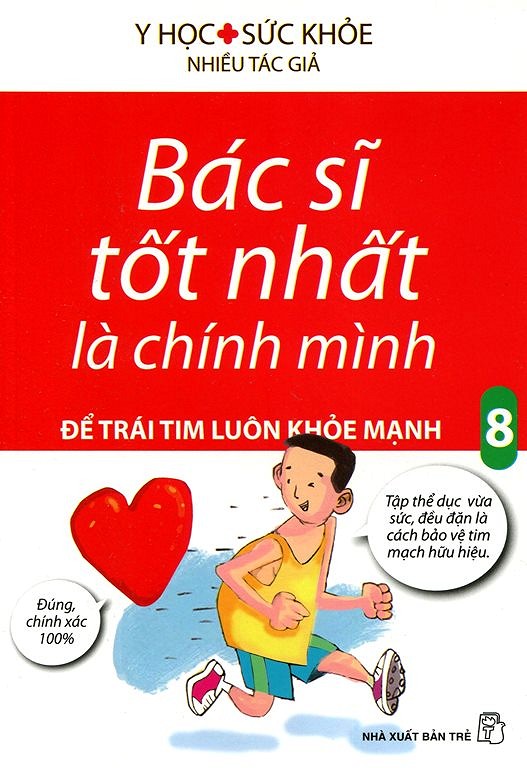 Y HỌC+SỨC KHỎE
NHIỀU TÁC GIẢ
Bác sĩ
tốt nhất
là chính mình
ĐỂ TRÁI TIM LUÔN KHỎE MẠNH
8
Tập thể dục vừa
sức, đều đặn là
cách bảo vệ tim
mạch hữu hiệu.
Đúng,
chính xác
100%
NHÀ XUẤT BẢN TRẺ